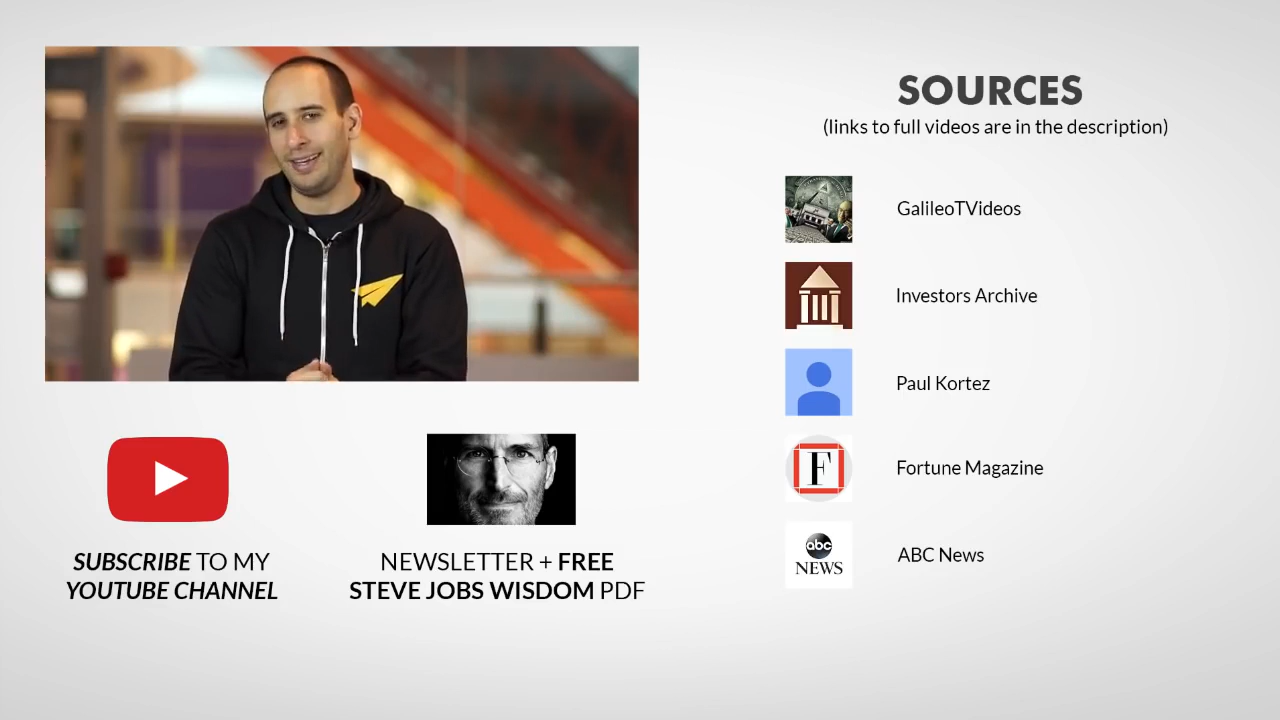 SOURCES
(links to full videos are in the description)
GalileoTVideos
Investors Archive
Paul Kortez
F
Fortune Magazine
abc
NEWS
ABC News
SUBSCRIBE TO MY
YOUTUBE CHANNEL
NEWSLETTER + FREE
STEVE JOBS WISDOM PDF